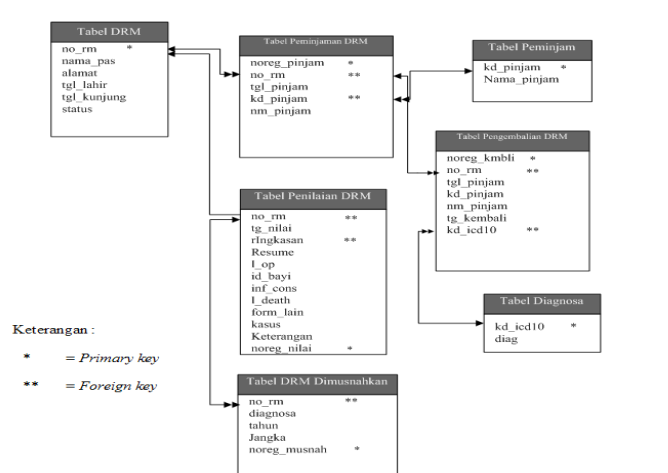 Tabel DRM
no_rm *
nama_pas
alamat
tgl_lahir
tgl_kunjung
status
Tabel Peminjaman DRM
noreg_pinjam *
no_rm **
tgl_pinjam
kd_pinjam **
nm_pinjam
Tabel Peminjam
kd_pinjam *
Nama_pinjam
Tabel Pengembalian DRM
noreg_kmbli *
no_rm **
tgl_pinjam
kd_pinjam
nm_pinjam
tg_kembali
kd_icd10 **
Tabel Penilaian DRM
no_rm **
tg_nilai
rIngkasan **
Resume
l_op
id_bayi
inf_cons
l_death
form_lain
kasus
Keterangan
noreg_nilai *
Tabel Diagnosa
kd_icd10 *
diag
Keterangan :
* = Primary key
** = Foreign key
Tabel DRM Dimusnahkan
no_rm **
diagnosa
tahun
Jangka
noreg_musnah *